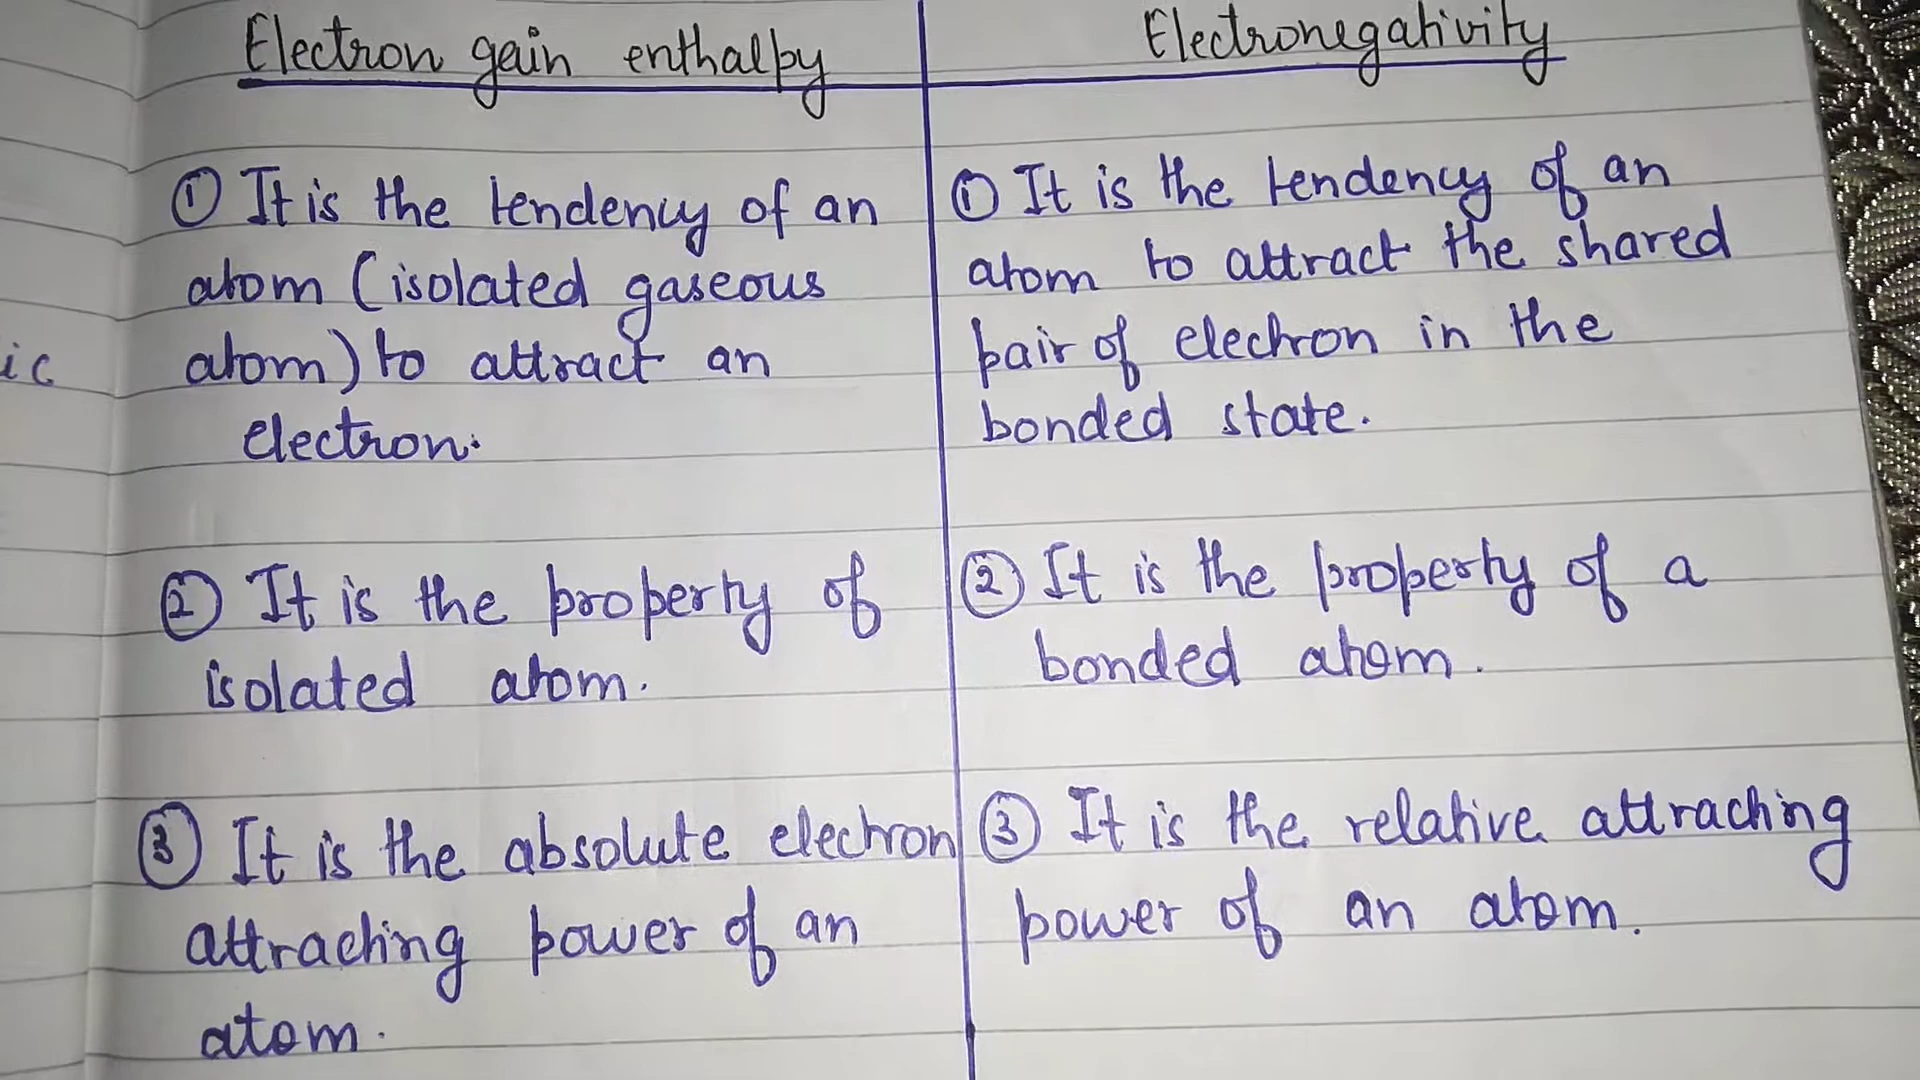 Electron gain enthalpy
① It is the tendency of an
atom (isolated gaseous
atom) to attract an
electron.
② It is the property of
isolated atom.
③ It is the absolute electron
attracting power of an
atom.
Electronegativity
① It is the tendency of an
atom to attract the shared
pair of electron in the
bonded state.
② It is the property of a
bonded atom.
③ It is the relative attracting
power of an atom.
ic